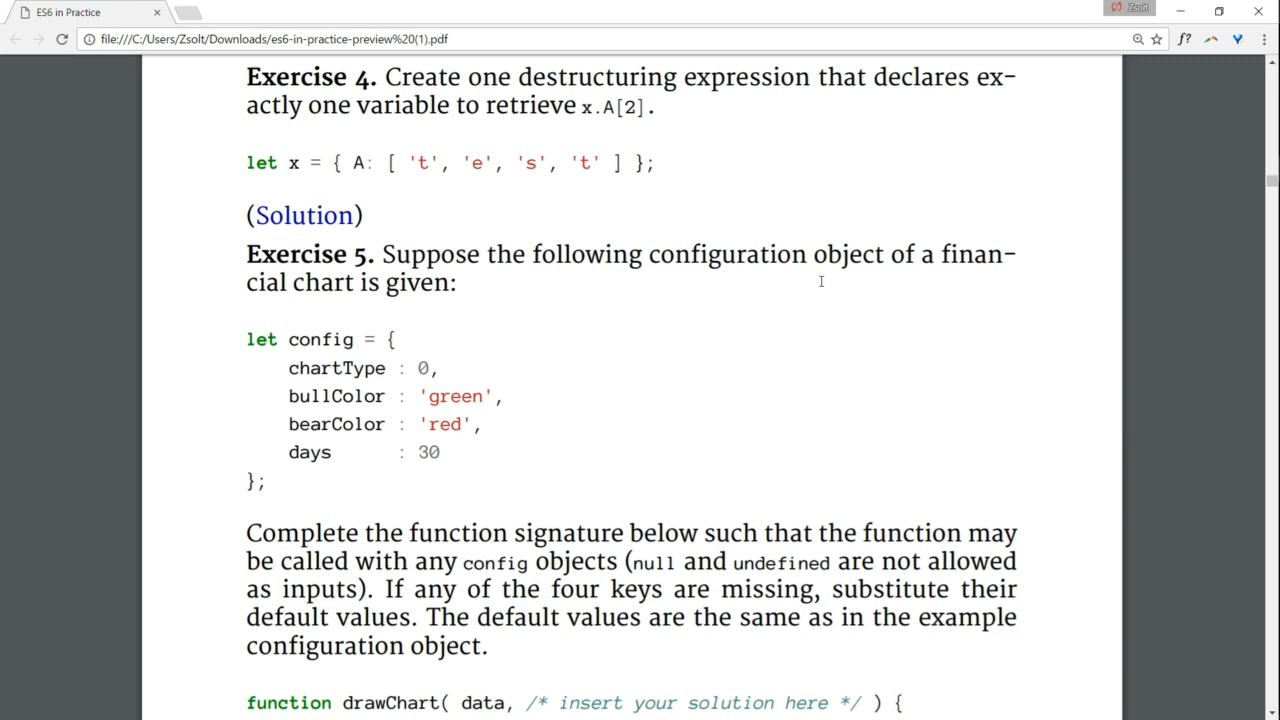 ES6 in Practice
Zsolt
file:///C:/Users/Zsolt/Downloads/es6-in-practice-preview%20(1).pdf
f?
Exercise 4. Create one destructuring expression that declares ex-
actly one variable to retrieve x.A[2].
let x = { A: [ 't', 'e', 's', 't' ] };
(Solution)
Exercise 5. Suppose the following configuration object of a finan-
cial chart is given:
let config = {
    chartType : 0,
    bullColor : 'green',
    bearColor : 'red',
    days      : 30
};
Complete the function signature below such that the function may
be called with any config objects (null and undefined are not allowed
as inputs). If any of the four keys are missing, substitute their
default values. The default values are the same as in the example
configuration object.
function drawChart( data, /* insert your solution here */ ) {